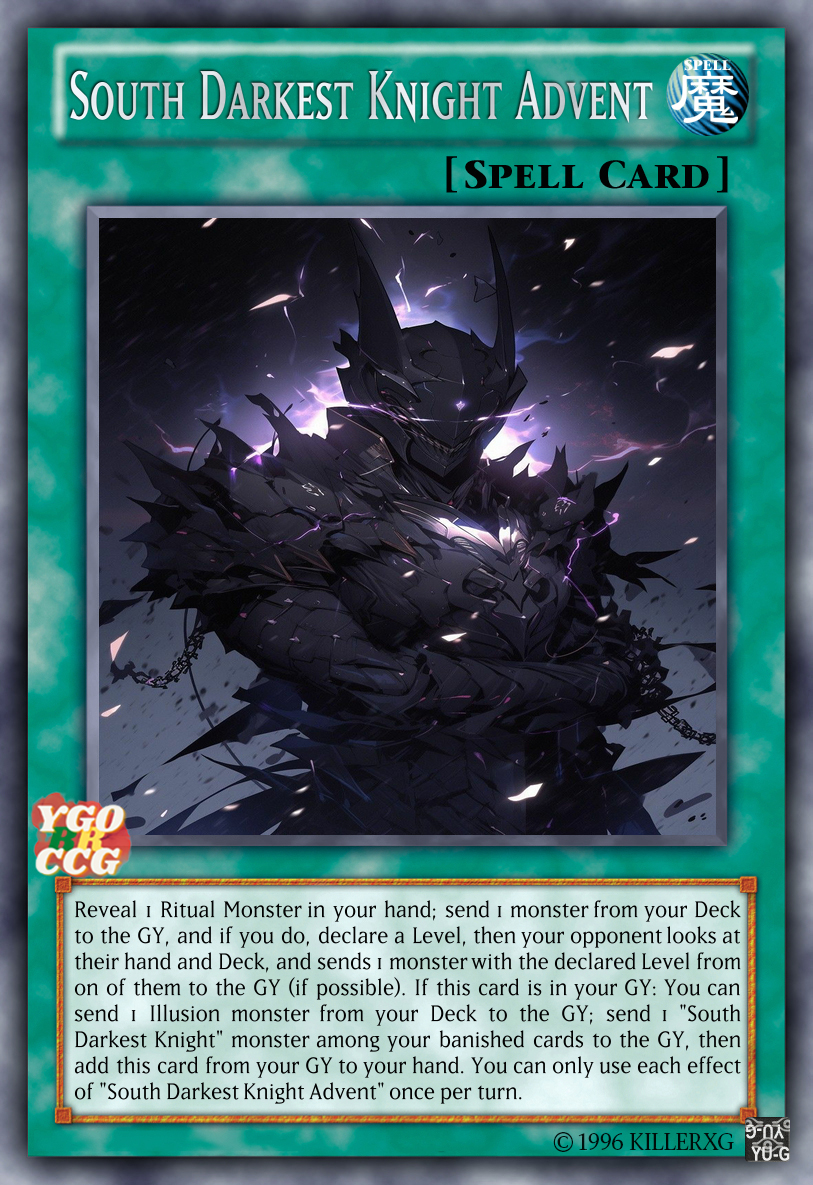 South Darkest Knight Advent
SPELL
魔
[Spell Card]
YGO
BR
CCG
Reveal 1 Ritual Monster in your hand; send 1 monster from your Deck
to the GY, and if you do, declare a Level, then your opponent looks at
their hand and Deck, and sends 1 monster with the declared Level from
on of them to the GY (if possible). If this card is in your GY: You can
send 1 Illusion monster from your Deck to the GY; send 1 "South
Darkest Knight" monster among your banished cards to the GY, then
add this card from your GY to your hand. You can only use each effect
of "South Darkest Knight Advent" once per turn.
© 1996 KILLERXG
YU-G